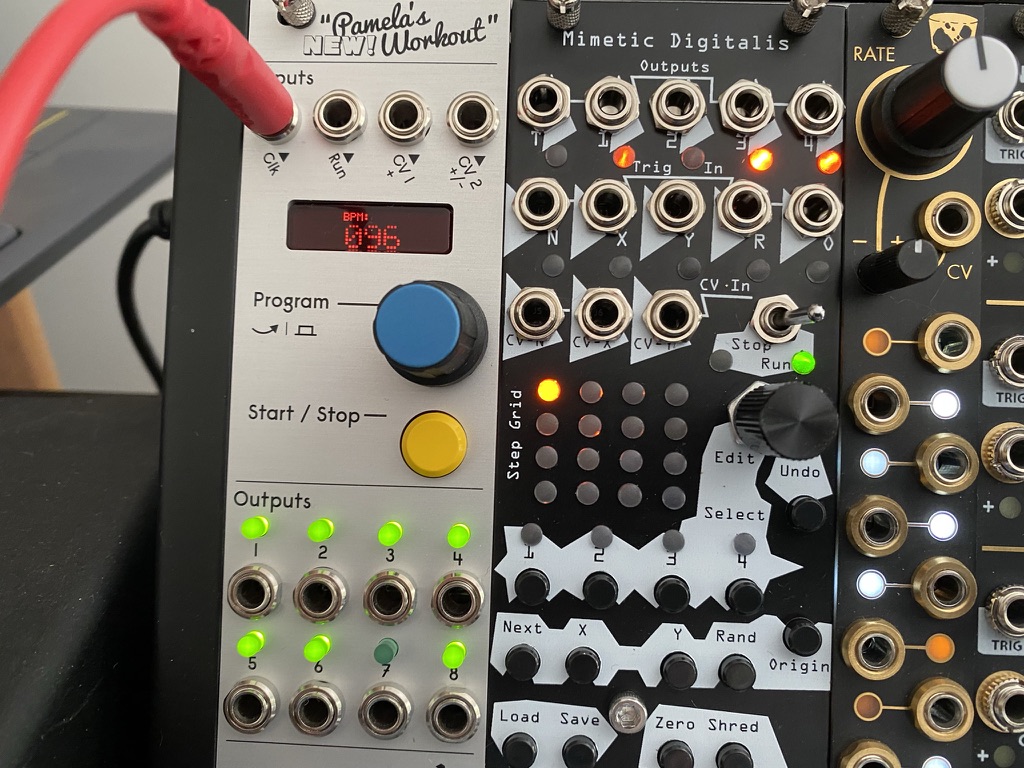 "Pamela's
NEW! Workout"
puts
Clk
Run
CV 1
+
CV 2
+/-
BPM:
096
Program
Start / Stop
Outputs
1
2
3
4
5
6
7
8
Mimetic Digitalis
Outputs
1
2
3
4
Trig In
N
X
Y
R
O
CV·In
CV-N
CV-X
Stop
Run
Step Grid
Edit
Undo
Select
1
2
3
4
Next
X
Y
Rand
Origin
Load
Save
Zero
Shred
RATE
- +
CV
TRIG
TRIG
TRIG
+
+